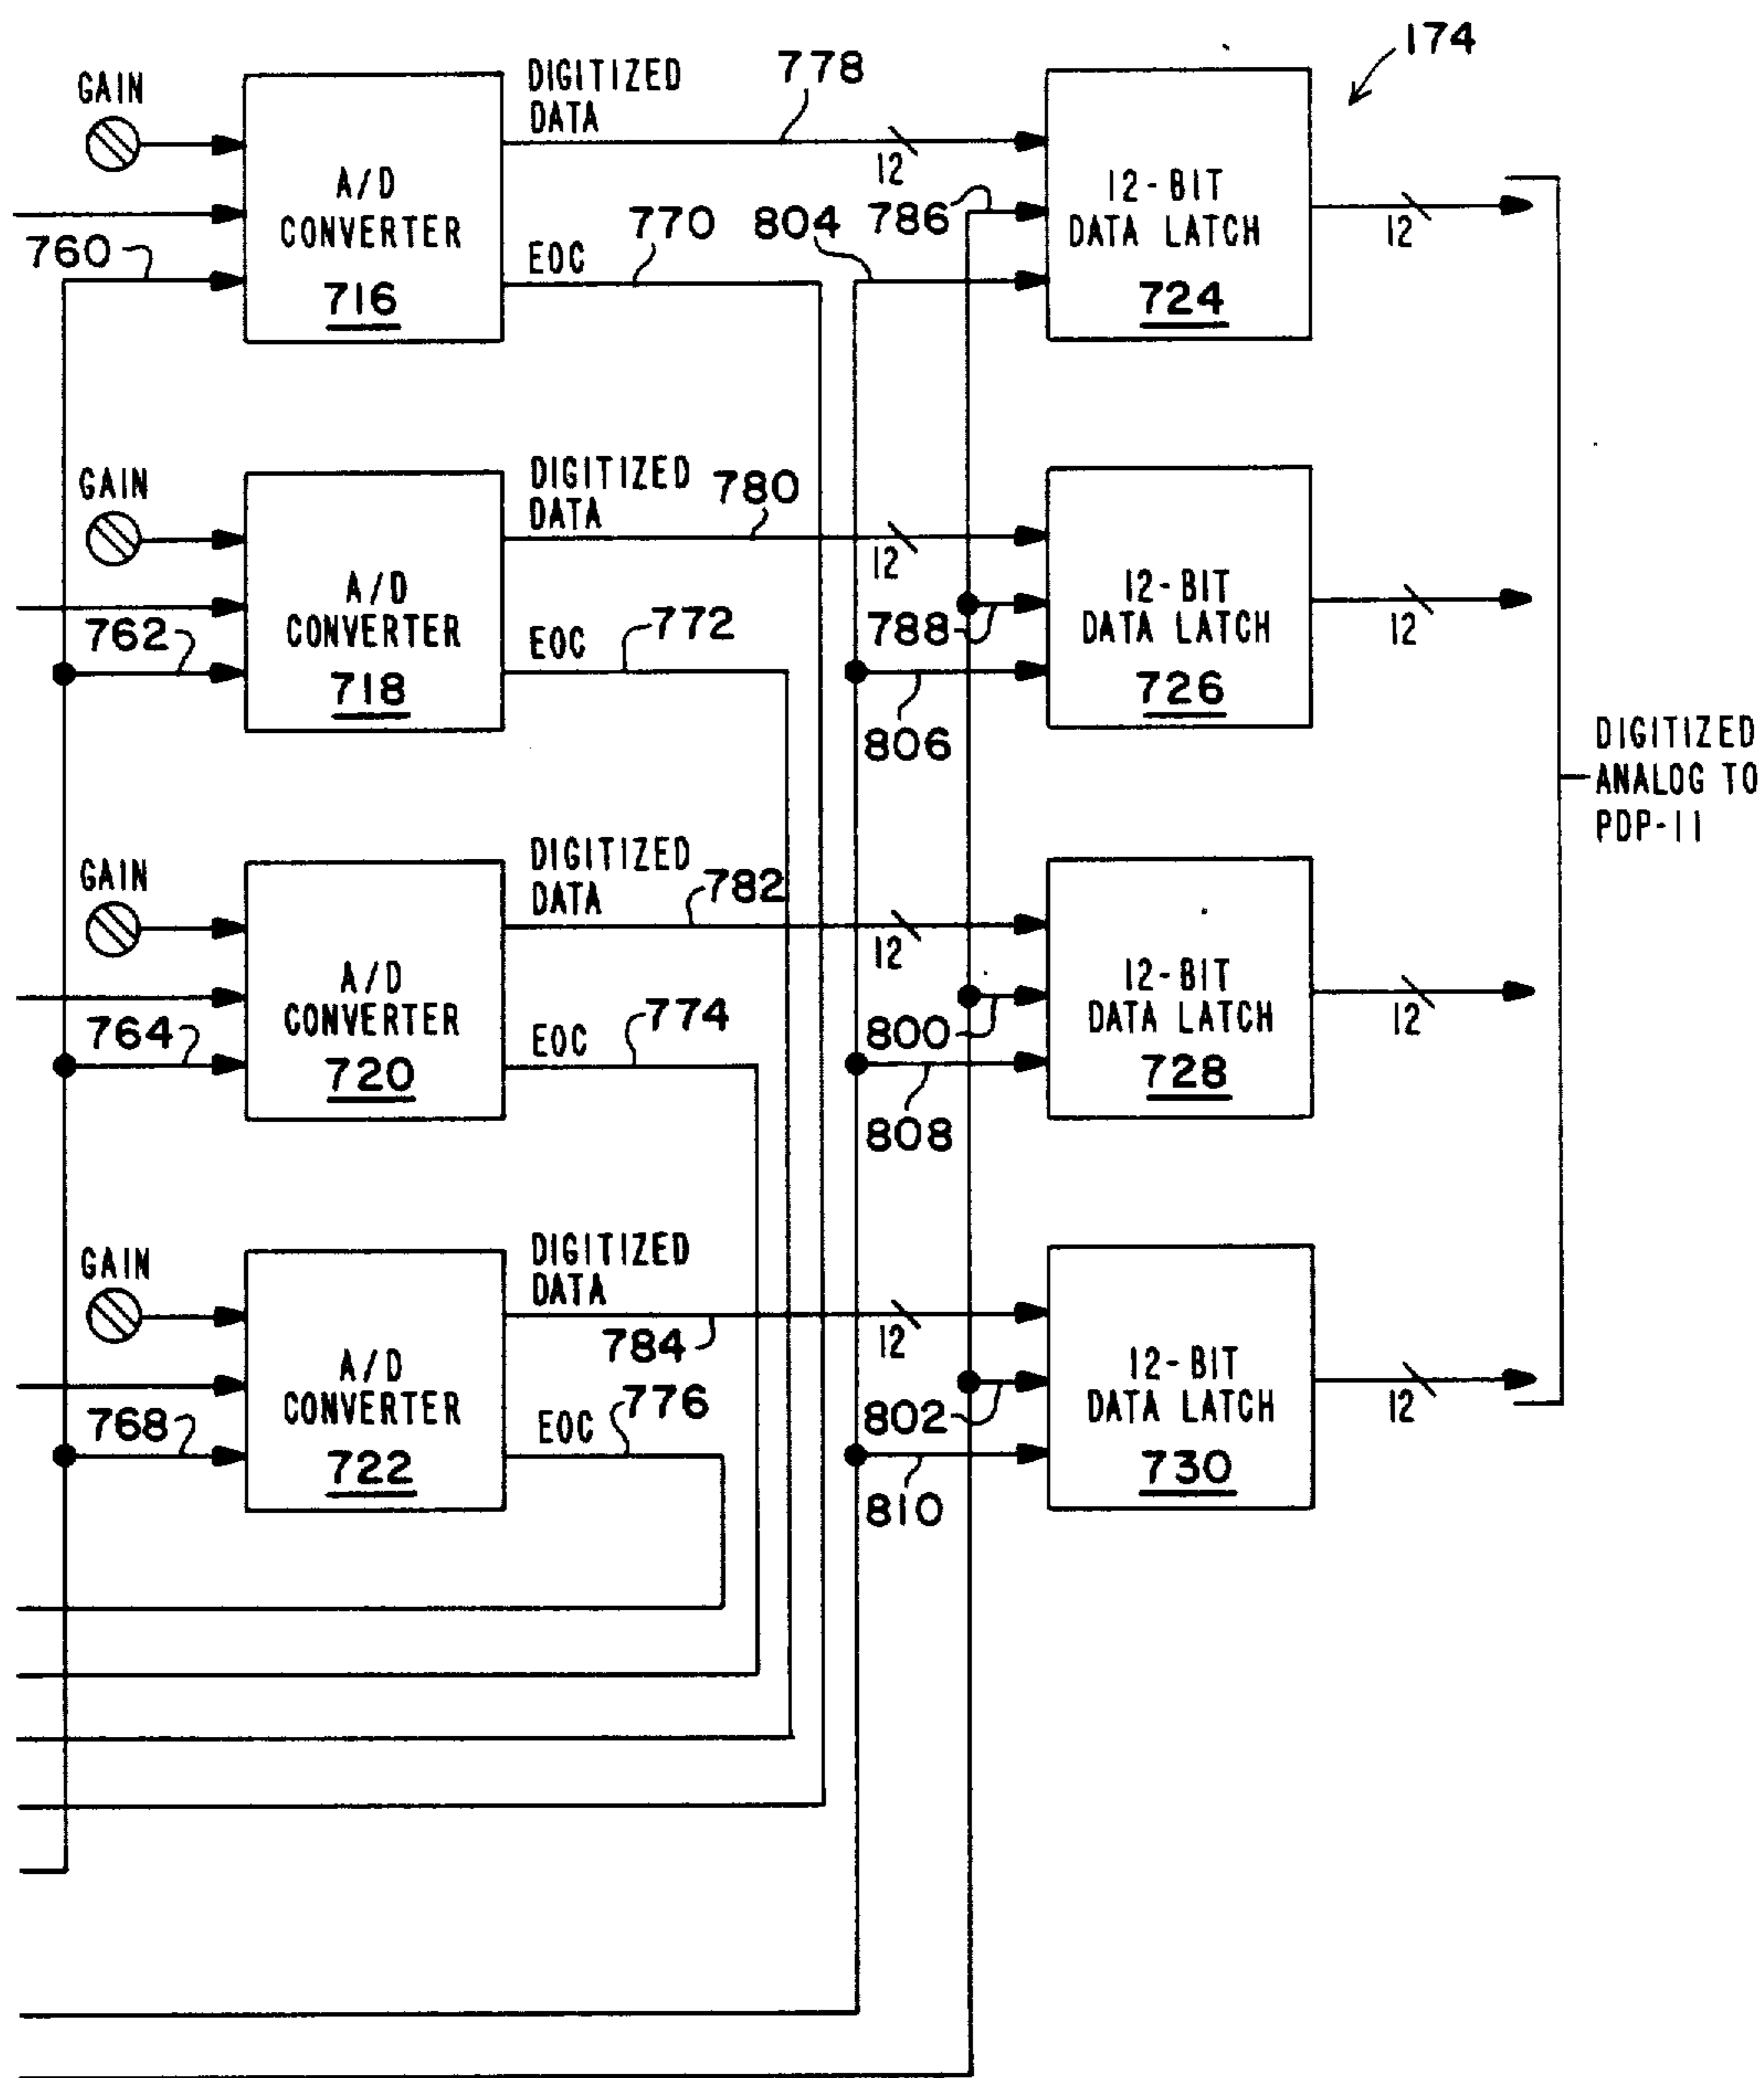 174
GAIN
DIGITIZED
DATA
778
12
A/D
CONVERTER
716
760
EOC
770
804
786
12-BIT
DATA LATCH
724
12
GAIN
DIGITIZED
DATA
780
12
A/D
CONVERTER
718
762
EOC
772
788
806
12-BIT
DATA LATCH
726
12
DIGITIZED
ANALOG TO
PDP-11
GAIN
DIGITIZED
DATA
782
12
A/D
CONVERTER
720
764
EOC
774
800
808
12-BIT
DATA LATCH
728
12
GAIN
DIGITIZED
DATA
784
12
A/D
CONVERTER
722
768
EOC
776
802
810
12-BIT
DATA LATCH
730
12